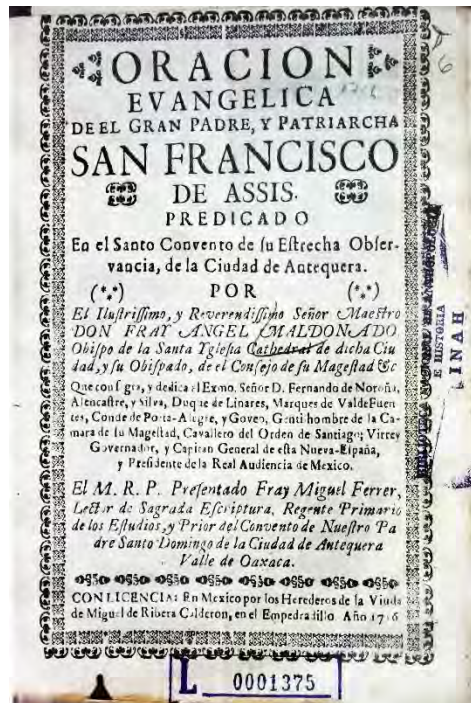 ORACION
EVANGELICA
DE EL GRAN PADRE, Y PATRIARCHA
SAN FRANCISCO
DE ASSIS.
PREDICADO
En el Santo Convento de su Estrecha Obser-
vancia, de la Ciudad de Antequera.
(*,*) POR (*,*)
El Ilustrissimo, y Reverendissimo Señor Maestro
DON FRAY ANGEL MALDONADO
Obispo de la Santa Yglesia Cathedral de dicha Ciu
dad, y su Obispado, de el Consejo de su Magestad &c
Que consagra, y dedica al Exmo. Señor D. Fernando de Noroña,
Alencastre, y Silva, Duque de Linares, Marques de ValdeFuen
tes, Conde de Porta-Alegre, y Goveo, Gentilhombre de la Ca-
mara de su Magestad, Cavallero del Orden de Santiago; Virrey
Governador, y Capitan General de esta Nueva-España,
y Presidente de la Real Audiencia de Mexico.
El M. R. P. Presentado Fray Miguel Ferrer,
Lector de Sagrada Escriptura, Regente Primario
de los Estudios, y Prior del Convento de Nuestro Pa
dre Santo Domingo de la Ciudad de Antequera
Valle de Oaxaca.
CON LICENCIA: En Mexico por los Herederos de la Viuda
de Miguel de Ribera Calderon, en el Empedradillo Año 1716
E HISTORIA
INAH
L 0001375